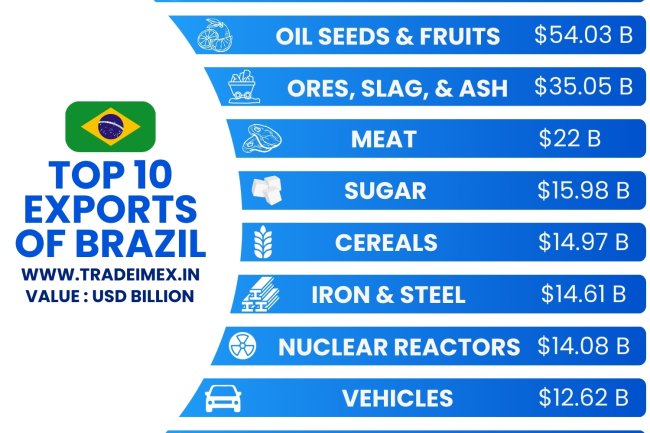 OIL SEEDS & FRUITS $54.03 B
ORES, SLAG, & ASH $35.05 B
MEAT $22 B
SUGAR $15.98 B
CEREALS $14.97 B
IRON & STEEL $14.61 B
NUCLEAR REACTORS $14.08 B
VEHICLES $12.62 B
TOP 10
EXPORTS
OF BRAZIL
WWW.TRADEIMEX.IN
VALUE : USD BILLION